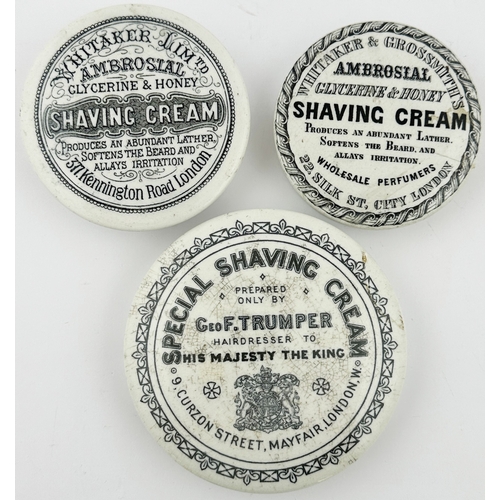 WHITAKER LIMTD
AMBROSIAL
GLYCERINE & HONEY
SHAVING CREAM
PRODUCES AN ABUNDANT LATHER,
SOFTENS THE BEARD AND
ALLAYS IRRITATION
317 Kennington Road London
WHITAKER & GROSSMITH'S
AMBROSIAL
GLYCERINE & HONEY
SHAVING CREAM
PRODUCES AN ABUNDANT LATHER.
SOFTENS THE BEARD, AND
ALLAYS IRRITATION.
WHOLESALE PERFUMERS
22, SILK ST, CITY LONDON
SPECIAL SHAVING CREAM
PREPARED
ONLY BY
GEO F. TRUMPER
HAIRDRESSER TO
HIS MAJESTY THE KING
9, CURZON STREET, MAYFAIR, LONDON, W.